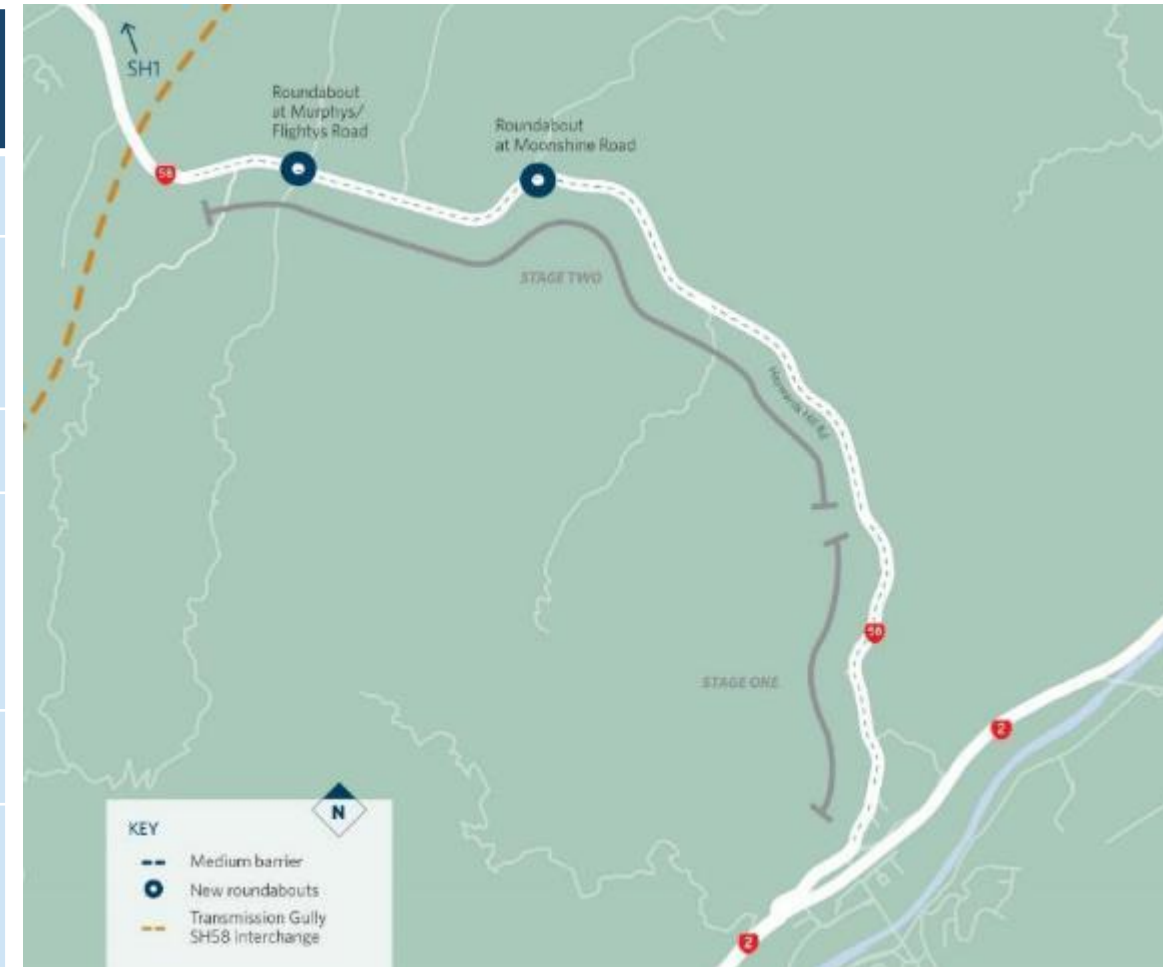 SH1
Roundabout
at Murphys/
Flightys Road
Roundabout
at Moonshine Road
58
STAGE TWO
58
STAGE ONE
2
2
N
KEY
Medium barrier
New roundabouts
Transmission Gully
SH58 interchange